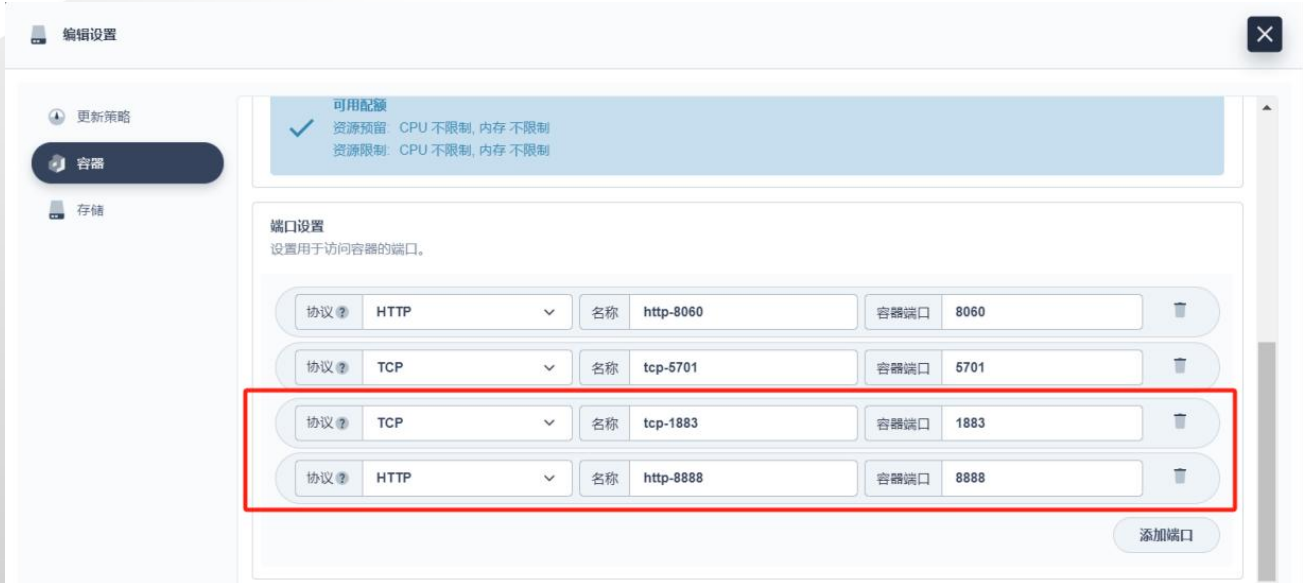 编辑设置
更新策略
容器
存储
可用配额
资源预留: CPU 不限制, 内存 不限制
资源限制: CPU 不限制, 内存 不限制
端口设置
设置用于访问容器的端口。
协议 ? HTTP 名称 http-8060 容器端口 8060
协议 ? TCP 名称 tcp-5701 容器端口 5701
协议 ? TCP 名称 tcp-1883 容器端口 1883
协议 ? HTTP 名称 http-8888 容器端口 8888
添加端口